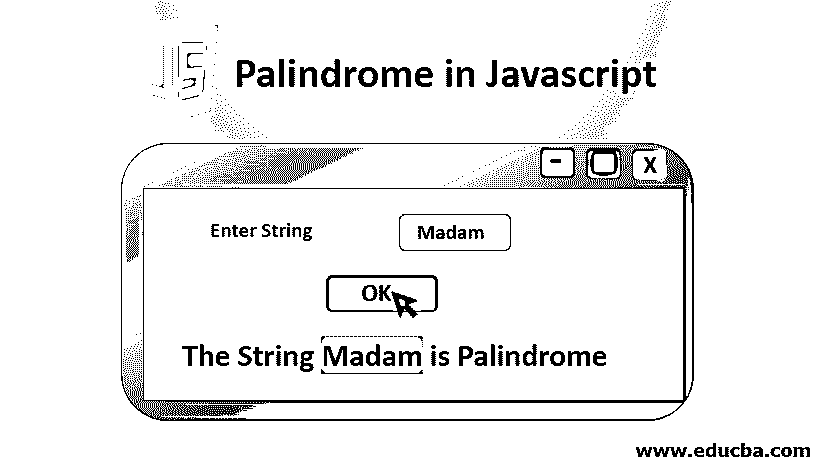 JS
Palindrome in Javascript
- X
Enter String Madam
OK
The String Madam is Palindrome
www.educba.com